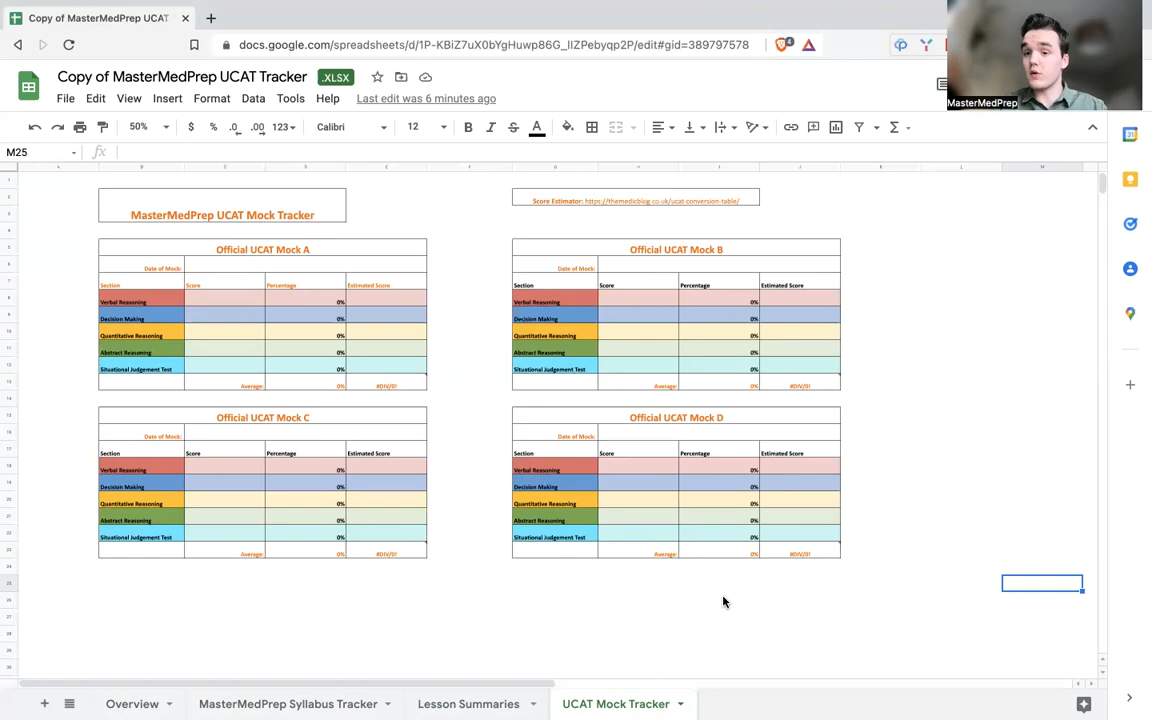 Copy of MasterMedPrep UCAT
docs.google.com/spreadsheets/d/1P-KBiZ7uX0bYgHuwp86G_lIZPebyqp2P/edit#gid=389797578
4
MasterMedPrep
Copy of MasterMedPrep UCAT Tracker .XLSX
File Edit View Insert Format Data Tools Help Last edit was 6 minutes ago
50% $ % .0 .00 123 Calibri 12 B I S A
M25 fx
MasterMedPrep UCAT Mock Tracker
Score Estimator: https://themedicblog.co.uk/ucat-conversion-table/
Official UCAT Mock A
Date of Mock:
Section Score Percentage Estimated Score
Verbal Reasoning 0%
Decision Making 0%
Quantitative Reasoning 0%
Abstract Reasoning 0%
Situational Judgement Test 0%
Average: 0% #DIV/0!
Official UCAT Mock B
Date of Mock:
Section Score Percentage Estimated Score
Verbal Reasoning 0%
Decision Making 0%
Quantitative Reasoning 0%
Abstract Reasoning 0%
Situational Judgement Test 0%
Average: 0% #DIV/0!
Official UCAT Mock C
Date of Mock:
Section Score Percentage Estimated Score
Verbal Reasoning 0%
Decision Making 0%
Quantitative Reasoning 0%
Abstract Reasoning 0%
Situational Judgement Test 0%
Average: 0% #DIV/0!
Official UCAT Mock D
Date of Mock:
Section Score Percentage Estimated Score
Verbal Reasoning 0%
Decision Making 0%
Quantitative Reasoning 0%
Abstract Reasoning 0%
Situational Judgement Test 0%
Average: 0% #DIV/0!
Overview MasterMedPrep Syllabus Tracker Lesson Summaries UCAT Mock Tracker